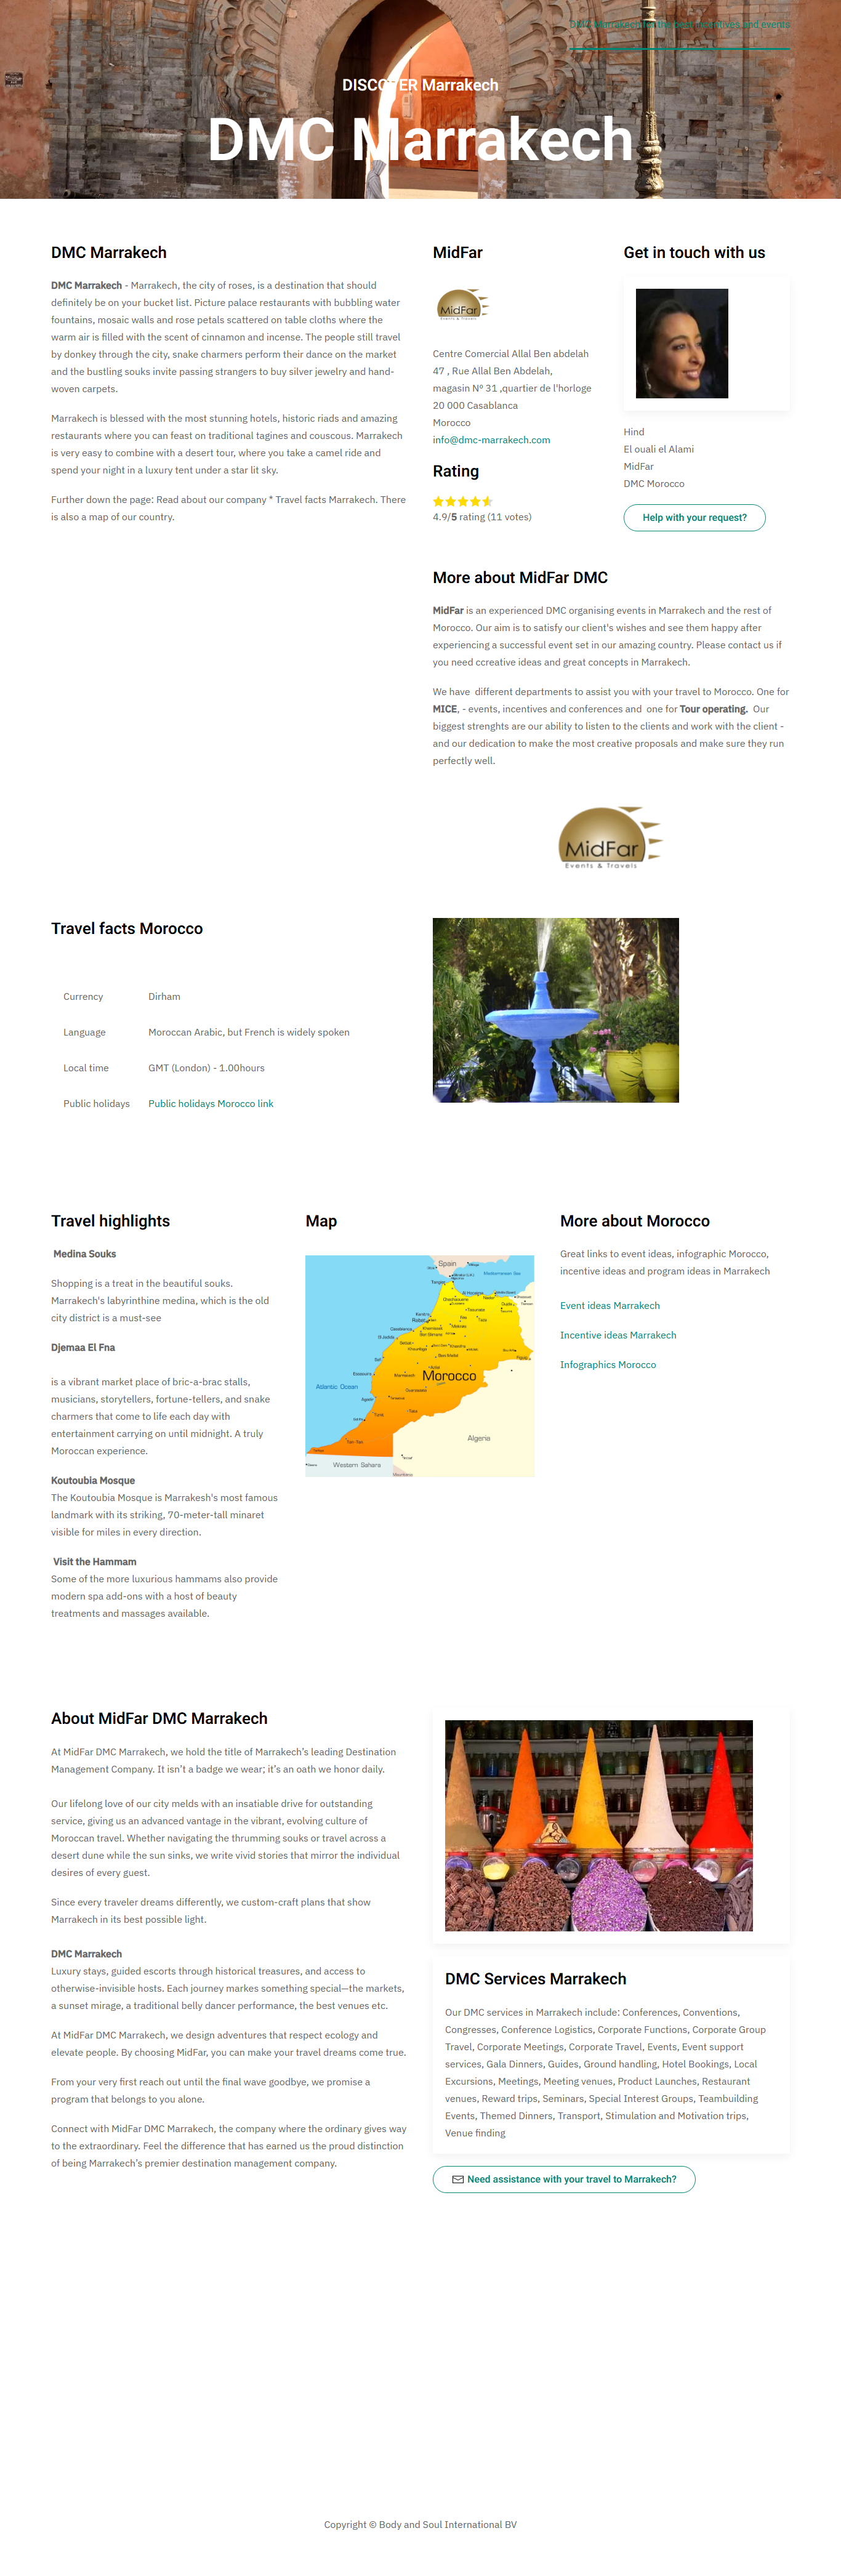 DMC Marrakech
DISCOVER Marrakech
DMC Marrakech
DMC Marrakech - Marrakech, the city of roses, is a destination that should
definitely be on your bucket list. Picture palace restaurants with bubbling water
fountains, mosaic walls and rose petals scattered on table cloths where the
warm air is filled with the scent of cinnamon and incense. The people still travel
by donkey through the city, snake charmers perform their dance on the market
and the bustling souks invite passing strangers to buy silver jewelry and hand-
woven carpets.
Marrakech is blessed with the most stunning hotels, historic riads and amazing
restaurants where you can feast on traditional tagines and couscous. Marrakech
is very easy to combine with a desert tour, where you take a camel ride and
spend your night in a luxury tent under a star lit sky.
Further down the page: Read about our company * Travel facts Marrakech. There
is also a map of our country.
MidFar
MidFar
Events & Travels
Centre Comercial Allal Ben abdelah
47 , Rue Allal Ben Abdelah,
magasin Nº 31 ,quartier de l'horloge
20 000 Casablanca
Morocco
info@dmc-marrakech.com
Rating
4.9/5 rating (11 votes)
Get in touch with us
Hind
El ouali el Alami
MidFar
DMC Morocco
Help with your request?
More about MidFar DMC
MidFar is an experienced DMC organising events in Marrakech and the rest of
Morocco. Our aim is to satisfy our client's wishes and see them happy after
experiencing a successful event set in our amazing country. Please contact us if
you need ccreative ideas and great concepts in Marrakech.
We have different departments to assist you with your travel to Morocco. One for
MICE, - events, incentives and conferences and one for Tour operating. Our
biggest strenghts are our ability to listen to the clients and work with the client -
and our dedication to make the most creative proposals and make sure they run
perfectly well.
MidFar
Events & Travels
Travel facts Morocco
Currency Dirham
Language Moroccan Arabic, but French is widely spoken
Local time GMT (London) - 1.00hours
Public holidays Public holidays Morocco link
Travel highlights
Medina Souks
Shopping is a treat in the beautiful souks.
Marrakech's labyrinthine medina, which is the old
city district is a must-see
Djemaa El Fna
is a vibrant market place of bric-a-brac stalls,
musicians, storytellers, fortune-tellers, and snake
charmers that come to life each day with
entertainment carrying on until midnight. A truly
Moroccan experience.
Koutoubia Mosque
The Koutoubia Mosque is Marrakesh's most famous
landmark with its striking, 70-meter-tall minaret
visible for miles in every direction.
Visit the Hammam
Some of the more luxurious hammams also provide
modern spa add-ons with a host of beauty
treatments and massages available.
Map
Spain
Mediterranean Sea
Atlantic Ocean
Morocco
Algeria
Western Sahara
More about Morocco
Great links to event ideas, infographic Morocco,
incentive ideas and program ideas in Marrakech
Event ideas Marrakech
Incentive ideas Marrakech
Infographics Morocco
About MidFar DMC Marrakech
At MidFar DMC Marrakech, we hold the title of Marrakech’s leading Destination
Management Company. It isn’t a badge we wear; it’s an oath we honor daily.
Our lifelong love of our city melds with an insatiable drive for outstanding
service, giving us an advanced vantage in the vibrant, evolving culture of
Moroccan travel. Whether navigating the thrumming souks or travel across a
desert dune while the sun sinks, we write vivid stories that mirror the individual
desires of every guest.
Since every traveler dreams differently, we custom-craft plans that show
Marrakech in its best possible light.
DMC Marrakech
Luxury stays, guided escorts through historical treasures, and access to
otherwise-invisible hosts. Each journey markes something special—the markets,
a sunset mirage, a traditional belly dancer performance, the best venues etc.
At MidFar DMC Marrakech, we design adventures that respect ecology and
elevate people. By choosing MidFar, you can make your travel dreams come true.
From your very first reach out until the final wave goodbye, we promise a
program that belongs to you alone.
Connect with MidFar DMC Marrakech, the company where the ordinary gives way
to the extraordinary. Feel the difference that has earned us the proud distinction
of being Marrakech’s premier destination management company.
DMC Services Marrakech
Our DMC services in Marrakech include: Conferences, Conventions,
Congresses, Conference Logistics, Corporate Functions, Corporate Group
Travel, Corporate Meetings, Corporate Travel, Events, Event support
services, Gala Dinners, Guides, Ground handling, Hotel Bookings, Local
Excursions, Meetings, Meeting venues, Product Launches, Restaurant
venues, Reward trips, Seminars, Special Interest Groups, Teambuilding
Events, Themed Dinners, Transport, Stimulation and Motivation trips,
Venue finding
Need assistance with your travel to Marrakech?
Copyright © Body and Soul International BV